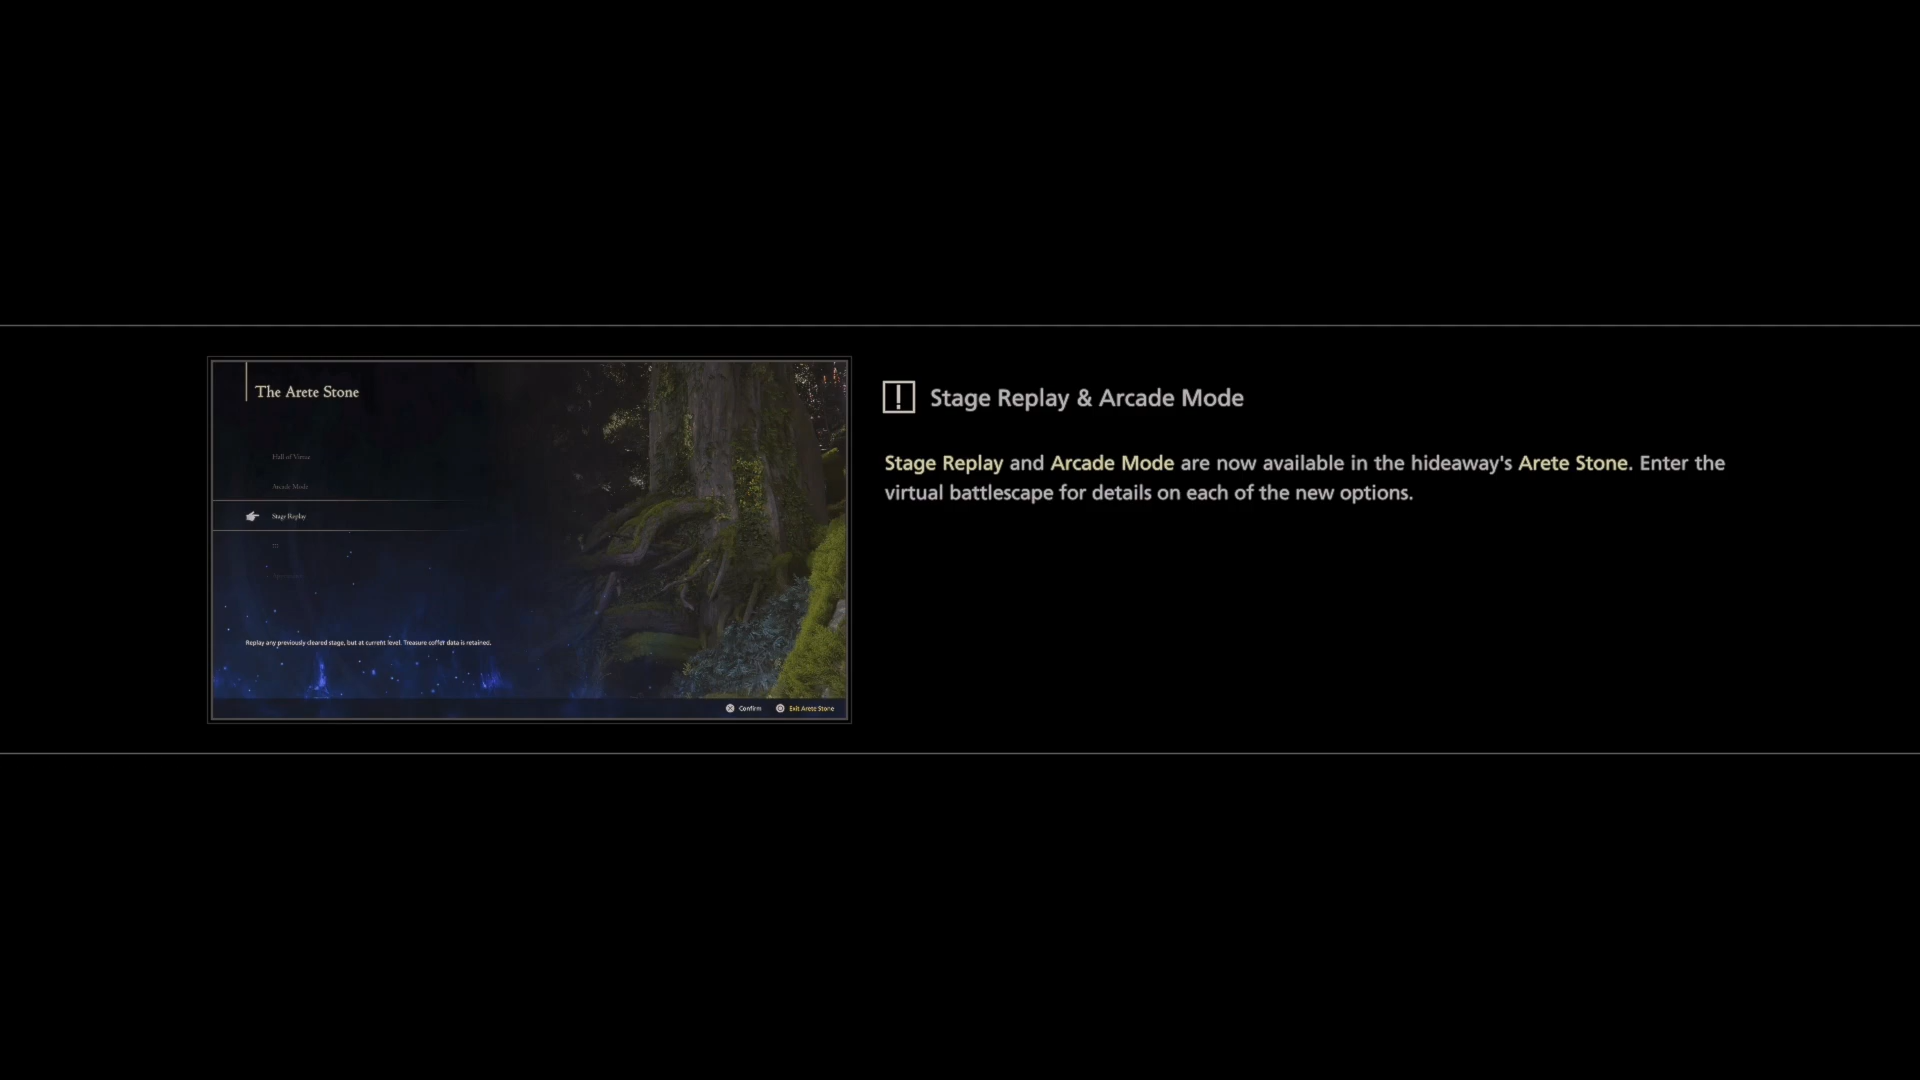 The Arete Stone
Hall of Virtue
Arcade Mode
Stage Replay
???
Replay any previously cleared stage, but at current level. Treasure coffer data is retained.
Confirm
Exit Arete Stone
Stage Replay & Arcade Mode
Stage Replay and Arcade Mode are now available in the hideaway's Arete Stone. Enter the
virtual battlescape for details on each of the new options.